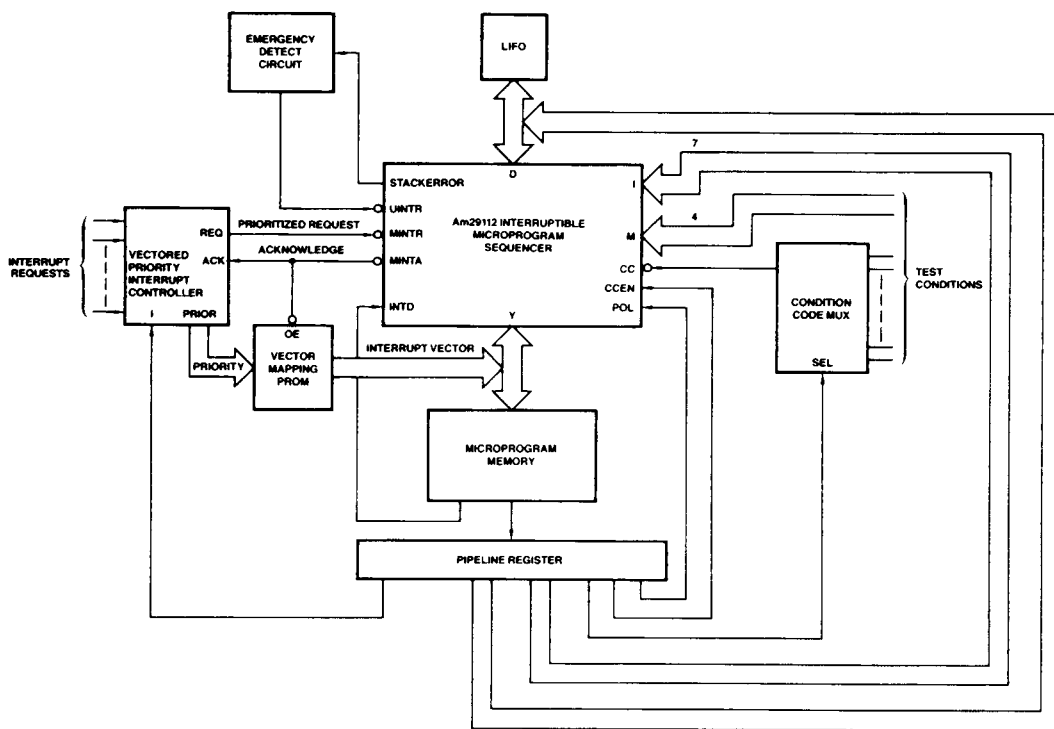 EMERGENCY
DETECT
CIRCUIT
LIFO
7
D
STACKERROR
I
UINTR
Am29112 INTERRUPTIBLE
MICROPROGRAM
SEQUENCER
4
M
REQ
PRIORITIZED REQUEST
MINTR
INTERRUPT
REQUESTS
VECTORED
PRIORITY
INTERRUPT
CONTROLLER
ACK
ACKNOWLEDGE
MINTA
CC
CCEN
TEST
CONDITIONS
CONDITION
CODE MUX
I
PRIOR
INTD
Y
POL
OE
SEL
PRIORITY
VECTOR
MAPPING
PROM
INTERRUPT VECTOR
MICROPROGRAM
MEMORY
PIPELINE REGISTER